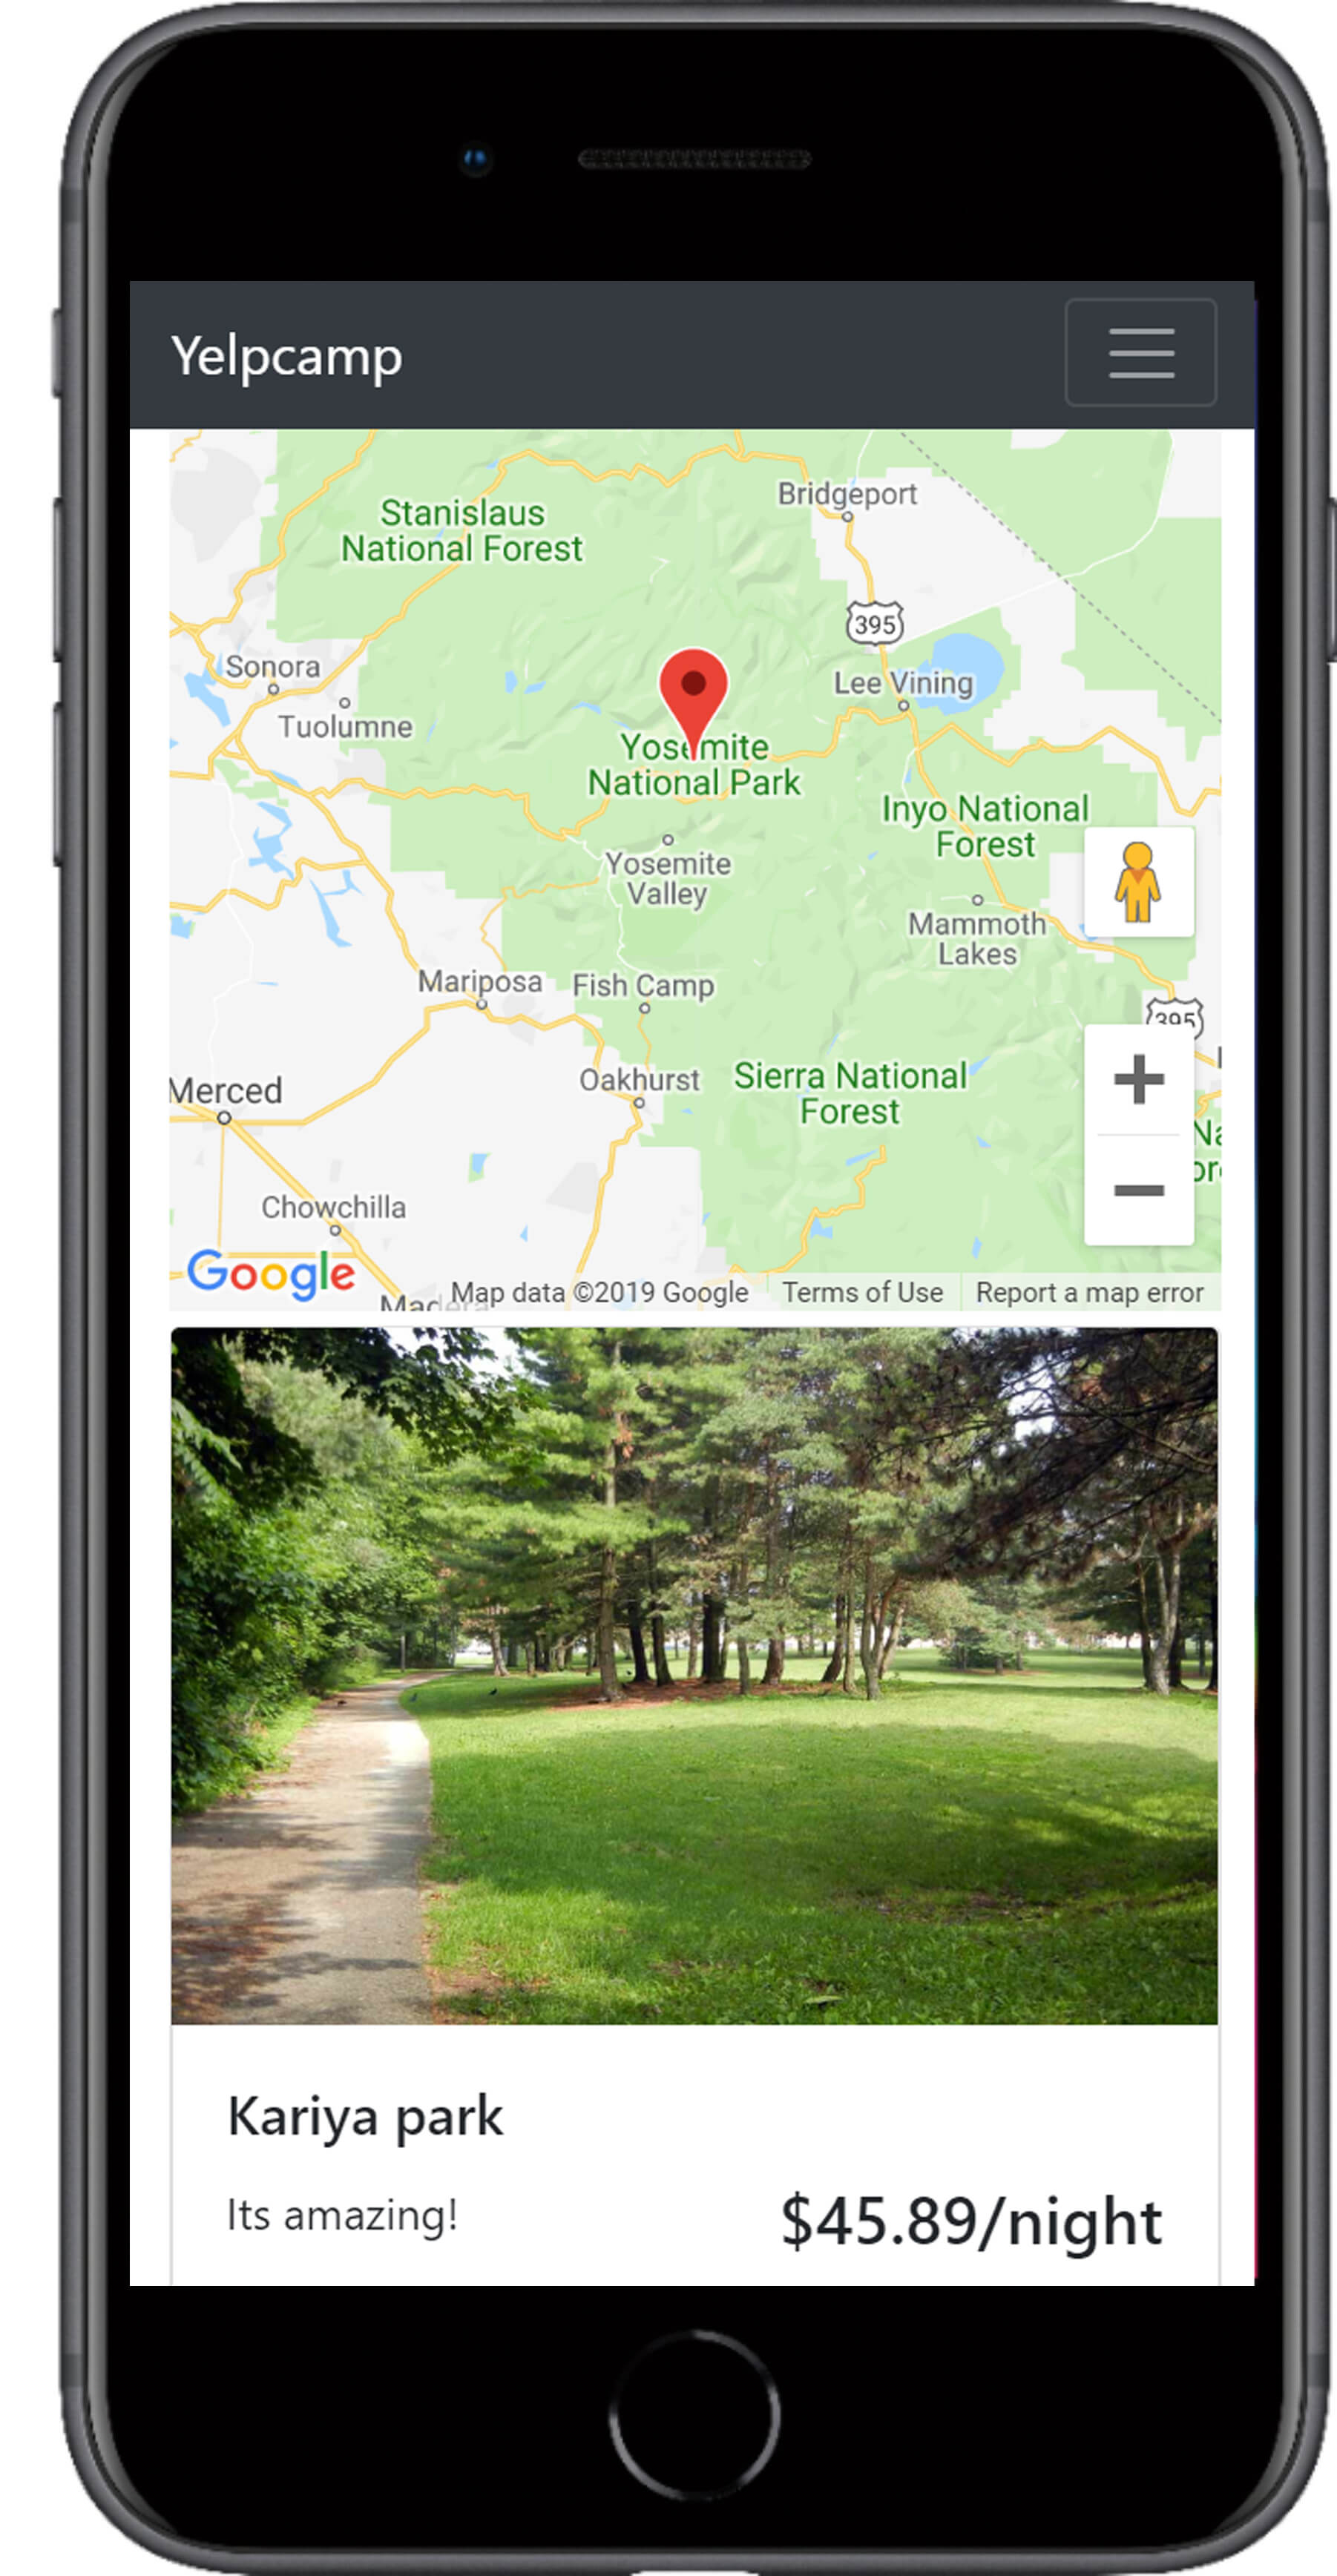 Yelpcamp
Bridgeport
Stanislaus
National Forest
395
Sonora
Lee Vining
Tuolumne
Yosemite
National Park
Inyo National
Forest
Yosemite
Valley
Mammoth
Lakes
Mariposa
Fish Camp
395
Oakhurst
Sierra National
Forest
Merced
Chowchilla
Google
Madera
Map data ©2019 Google
Terms of Use
Report a map error
Kariya park
Its amazing!
$45.89/night